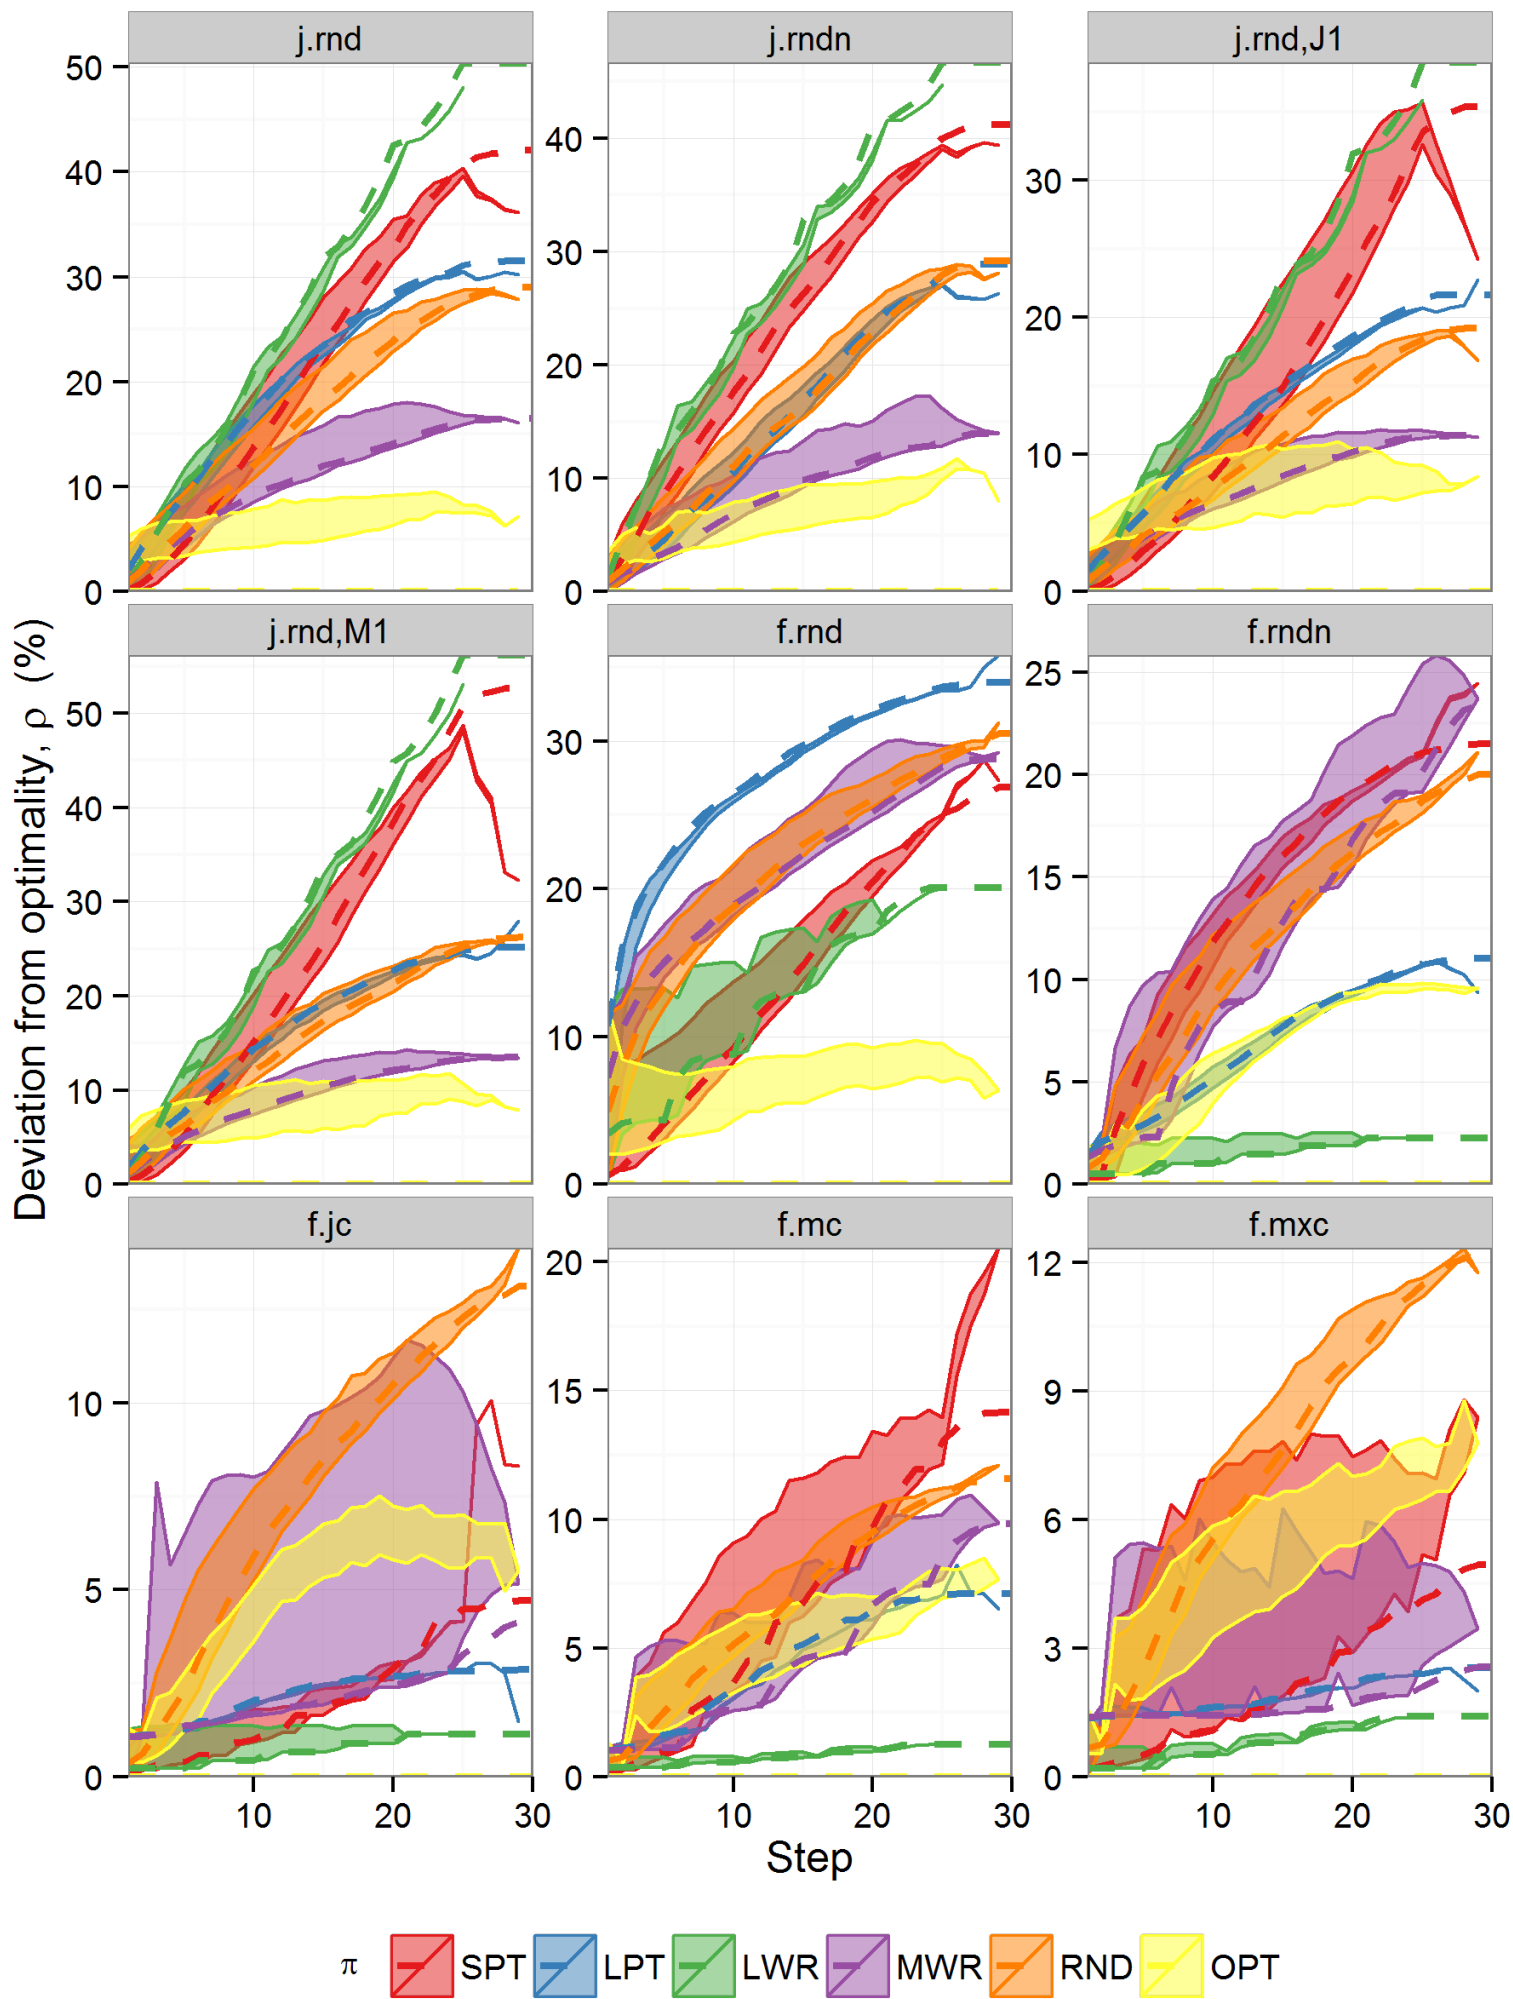 j.rnd
j.rndn
j.rnd,J1
50
40
30
20
10
0
40
30
20
10
0
30
20
10
0
j.rnd,M1
f.rnd
f.rndn
50
40
30
20
10
0
30
20
10
0
25
20
15
10
5
0
f.jc
f.mc
f.mxc
10
5
0
20
15
10
5
0
12
9
6
3
0
10 20 30
10 20 30
10 20 30
Deviation from optimality, ρ (%)
Step
π SPT LPT LWR MWR RND OPT